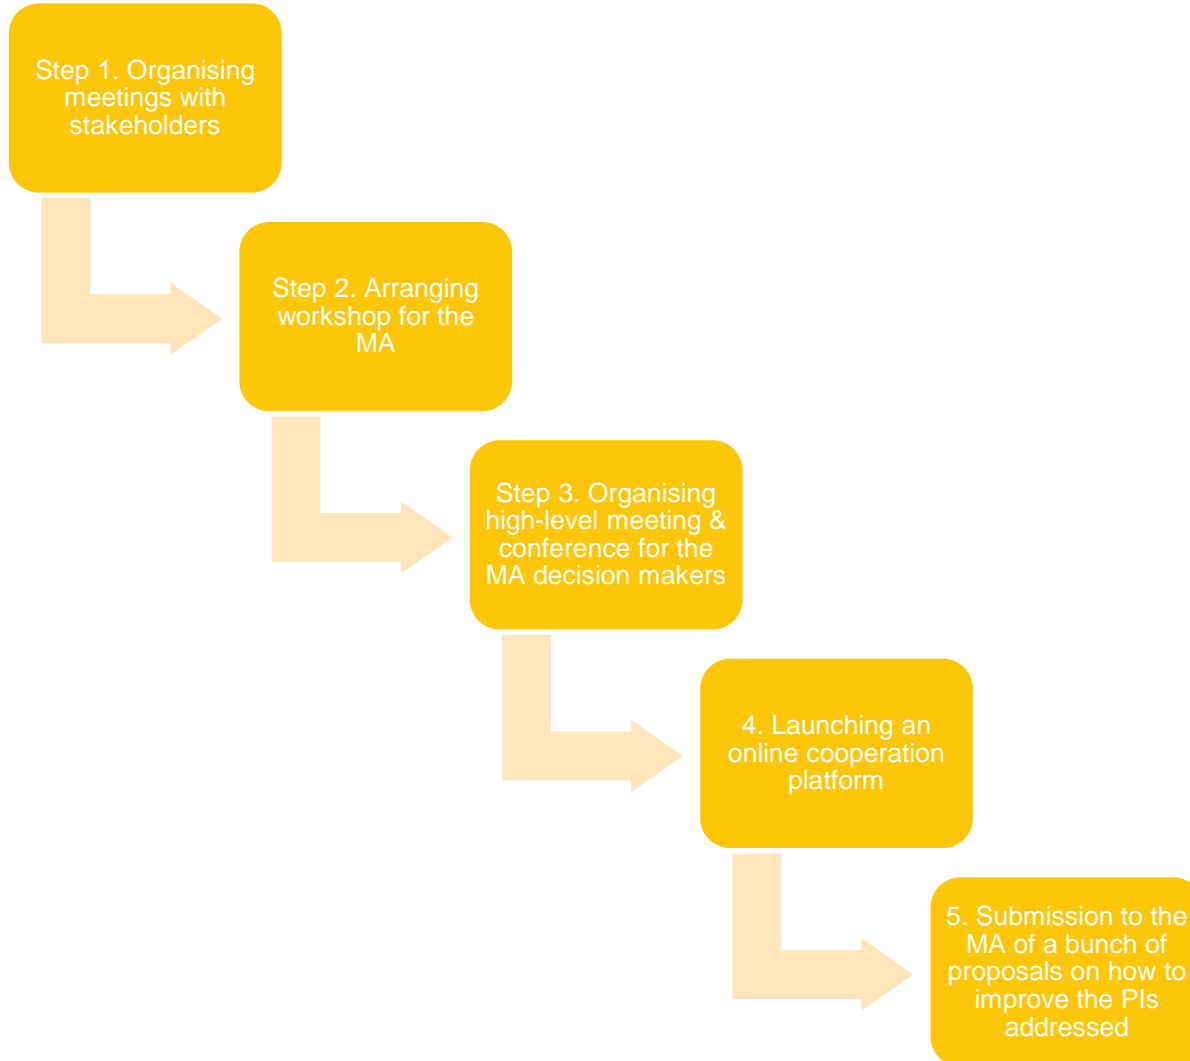 Step 1. Organising
meetings with
stakeholders
Step 2. Arranging
workshop for the
MA
Step 3. Organising
high-level meeting &
conference for the
MA decision makers
4. Launching an
online cooperation
platform
5. Submission to the
MA of a bunch of
proposals on how to
improve the PIs
addressed